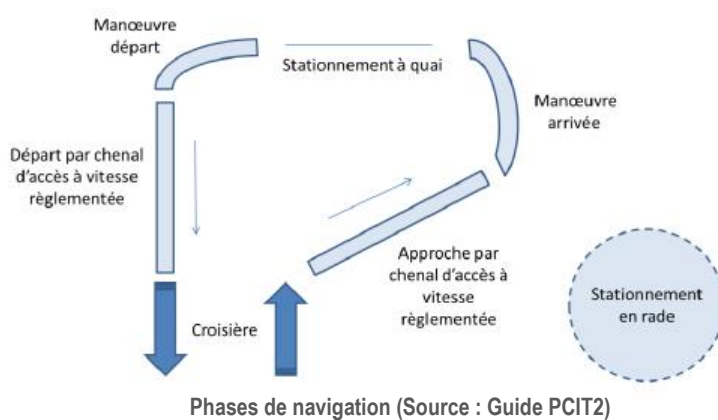 Manœuvre
départ
Stationnement à quai
Manœuvre
arrivée
Départ par chenal
d'accès à vitesse
règlementée
Approche par
chenal d'accès à
vitesse
règlementée
Croisière
Stationnement
en rade
Phases de navigation (Source : Guide PCIT2)